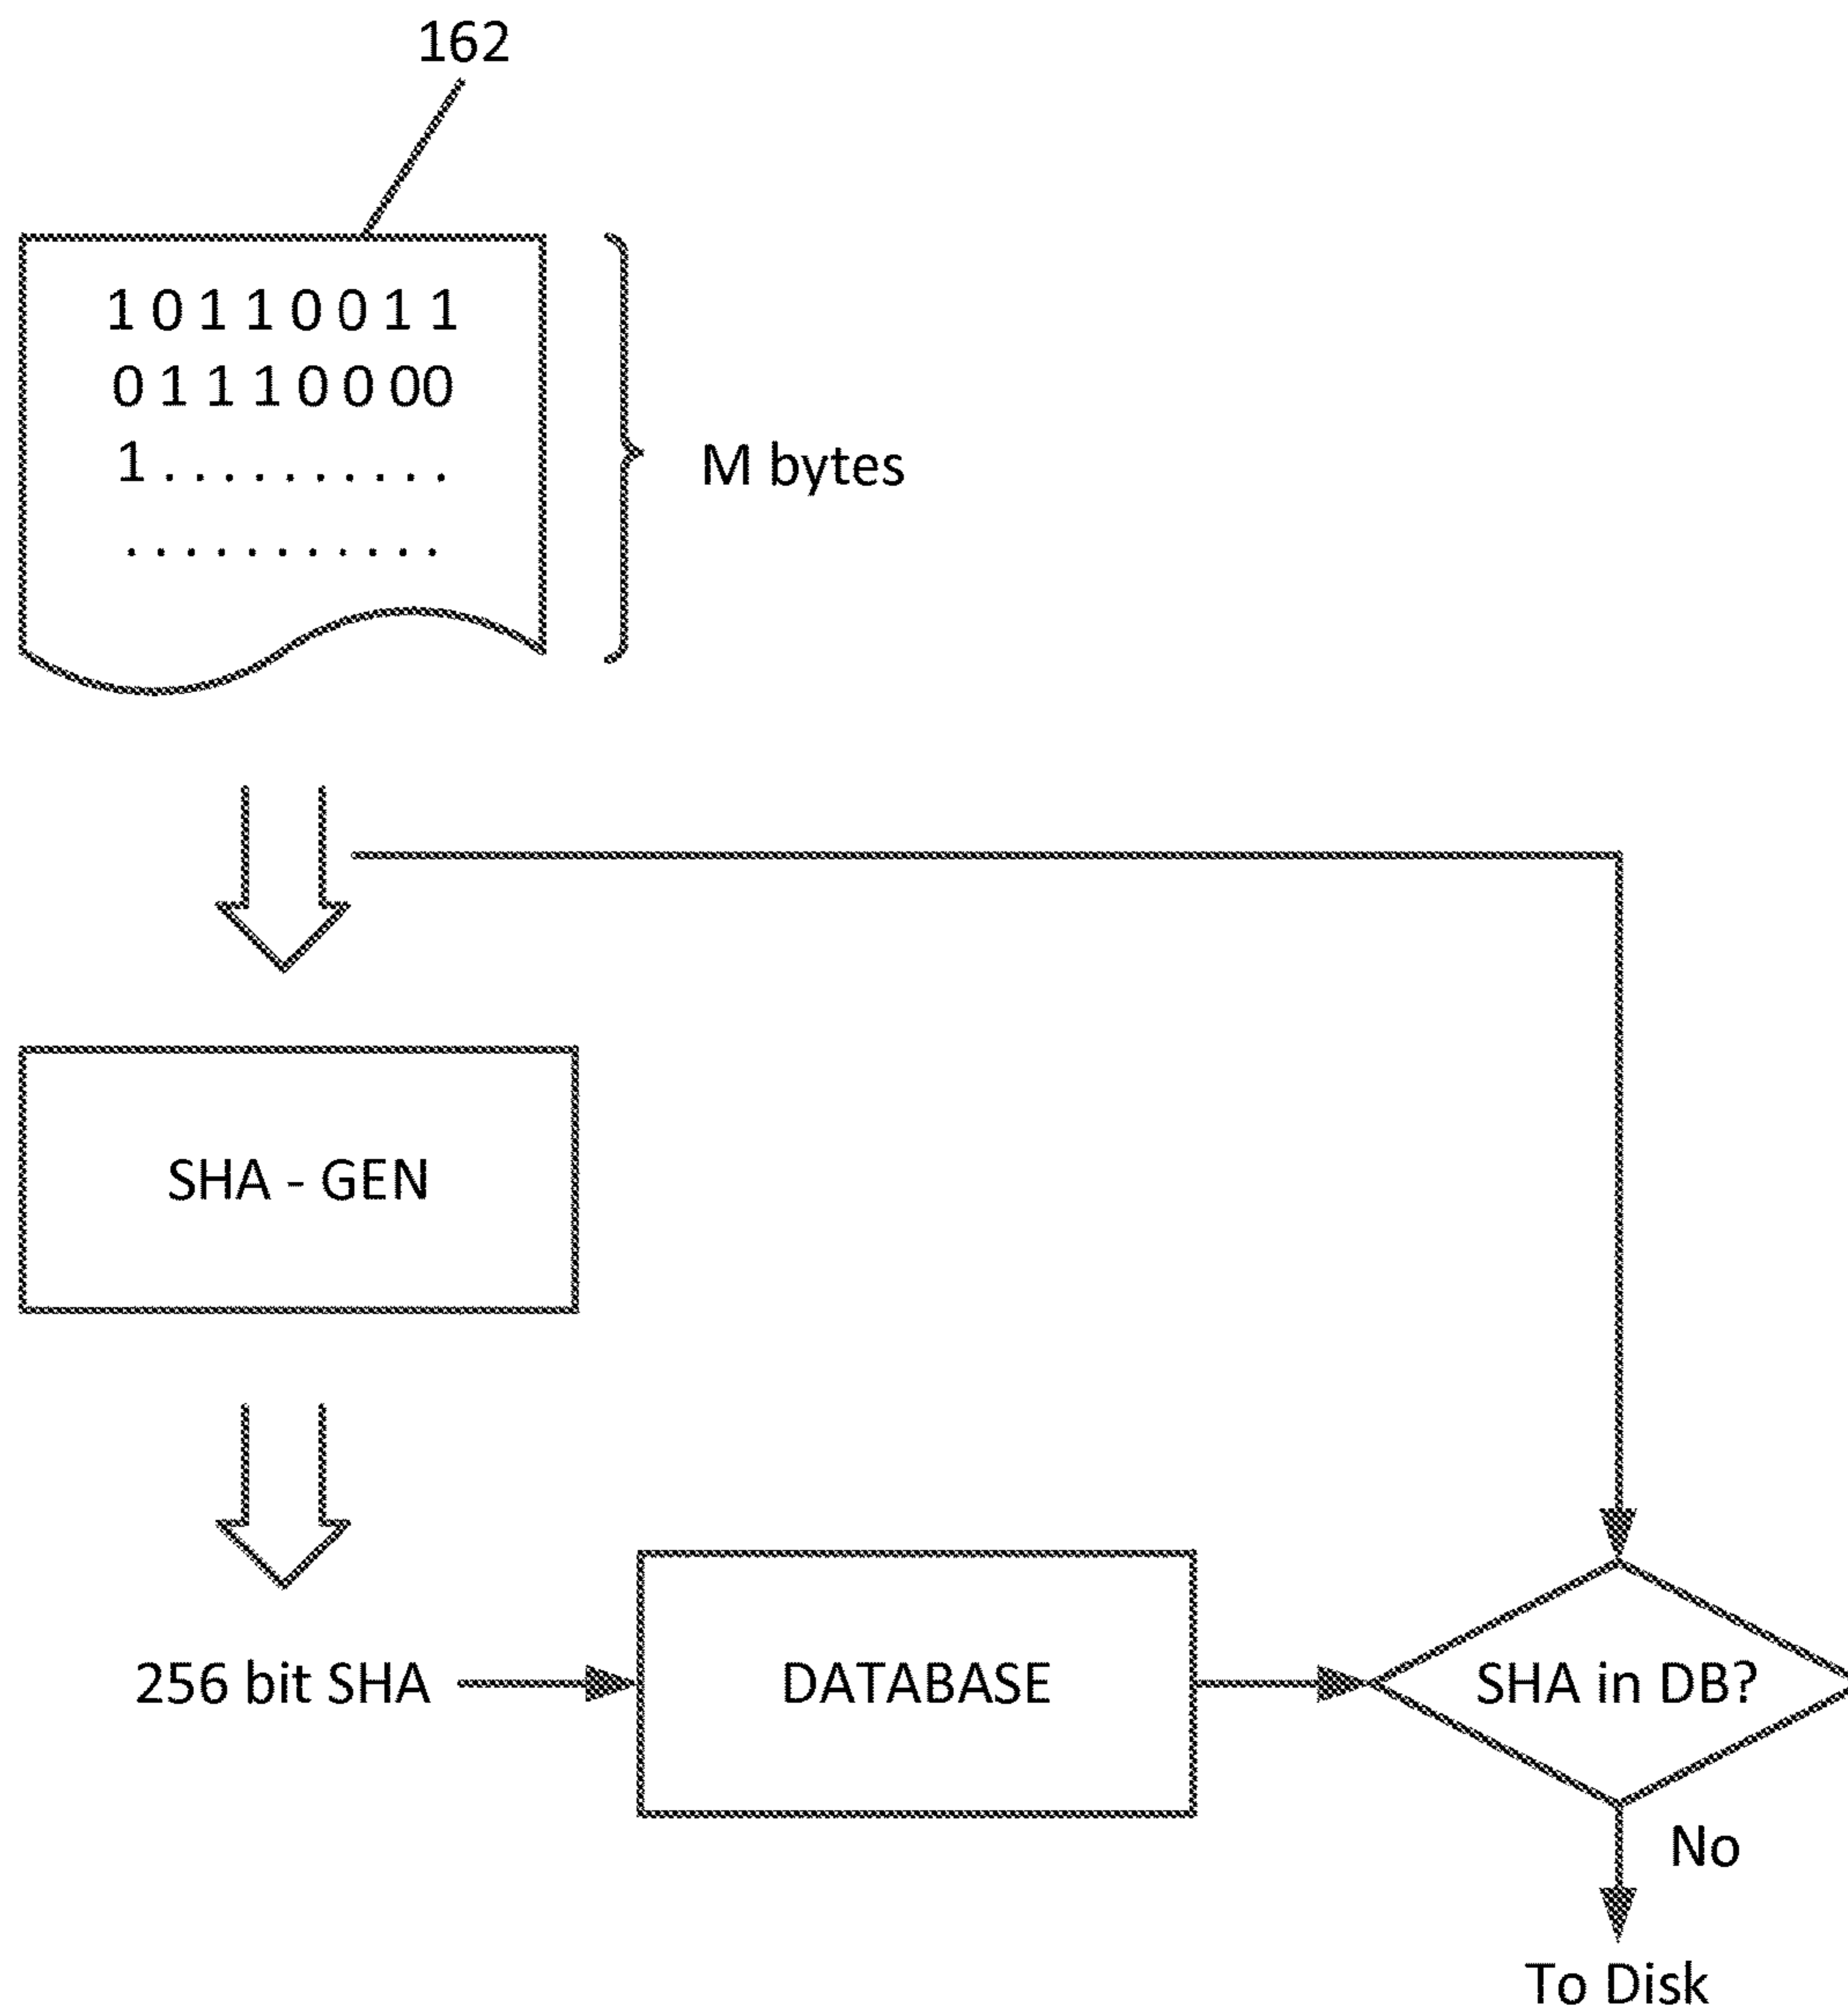 162
1 0 1 1 0 0 1 1
0 1 1 1 0 0 00
1 . . . . . . . . . .
. . . . . . . . . . .
M bytes
SHA - GEN
256 bit SHA
DATABASE
SHA in DB?
No
To Disk